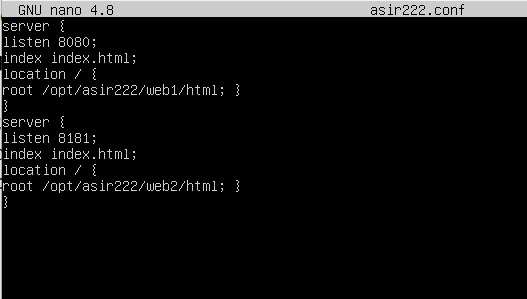 GNU nano 4.8 asir222.conf
server {
listen 8080;
index index.html;
location / {
root /opt/asir222/web1/html; }
}
server {
listen 8181;
index index.html;
location / {
root /opt/asir222/web2/html; }
}